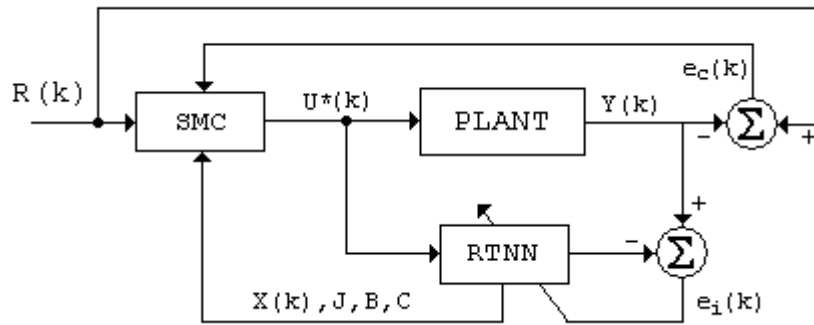 e_c(k)
R(k)
U*(k)
Y(k)
SMC
PLANT
Σ
-
+
+
RTNN
-
Σ
X(k),J,B,C
e_i(k)